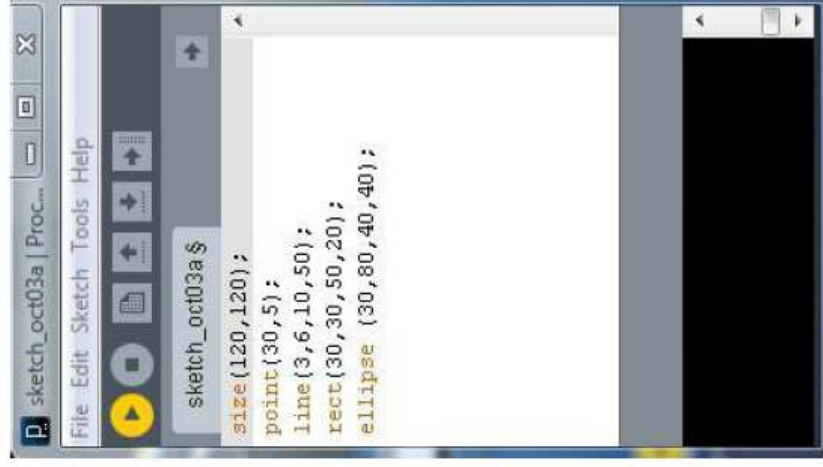 sketch_oct03a | Proc...
File Edit Sketch Tools Help
sketch_oct03a §
size(120,120);
point(30,5);
line(3,6,10,50);
rect(30,30,50,20);
ellipse (30,80,40,40);